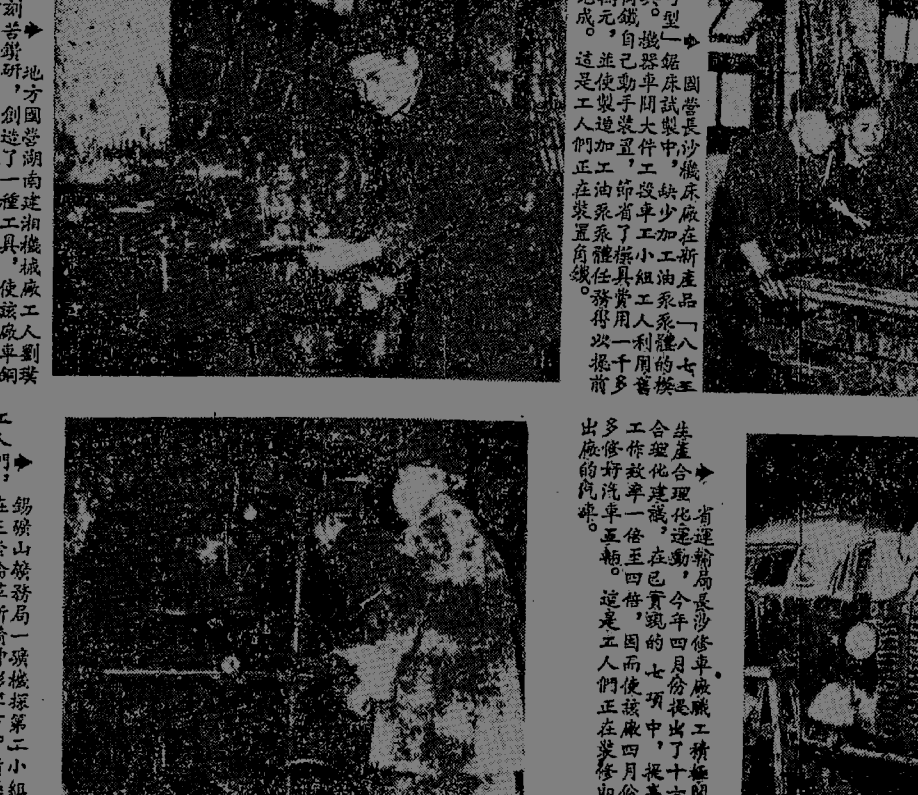 國營長沙機床廠在新產品「八七三
型」鋸床試製中，缺少加工油泵泵體的模
具。機器車間大件工段車工小組工人利用舊
角鐵自己動手裝置，節省了模具費用一千多
萬元，並使製造加工油泵泵體任務得以提前
完成。這是工人們正在裝置角鐵。
地方國營湖南建湘機械廠工人劉璞
刻苦鑽研，創造了一種工具，使該廠車銅
省運輸局長沙修車廠職工積極開
生產合理化運動，今年四月份提出了十六
合理化建議，在已實現的七項中，提高
工作效率一倍至四倍，因而使該廠四月份
多修好汽車五輛。這是工人們正在裝修即
出廠的汽車。
錫礦山礦務局一礦機採第二小組
工人們，